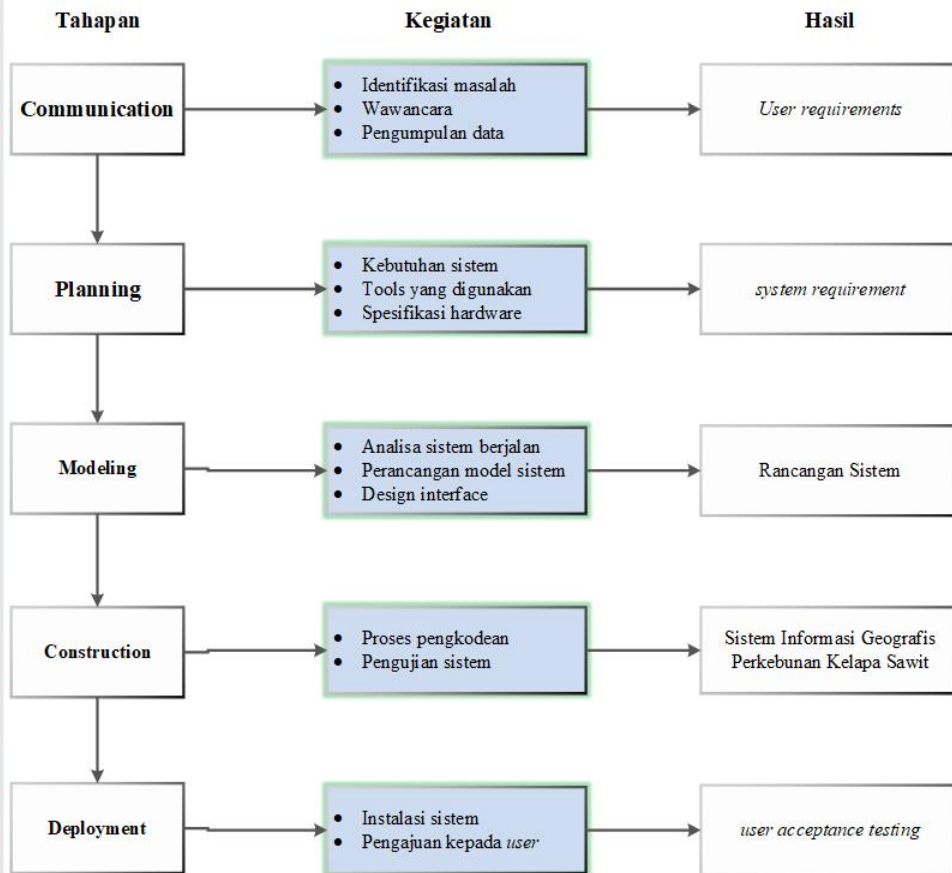 Tahapan
Kegiatan
Hasil
Communication
• Identifikasi masalah
• Wawancara
• Pengumpulan data
User requirements
Planning
• Kebutuhan sistem
• Tools yang digunakan
• Spesifikasi hardware
system requirement
Modeling
• Analisa sistem berjalan
• Perancangan model sistem
• Design interface
Rancangan Sistem
Construction
• Proses pengkodean
• Pengujian sistem
Sistem Informasi Geografis
Perkebunan Kelapa Sawit
Deployment
• Instalasi sistem
• Pengajuan kepada user
user acceptance testing